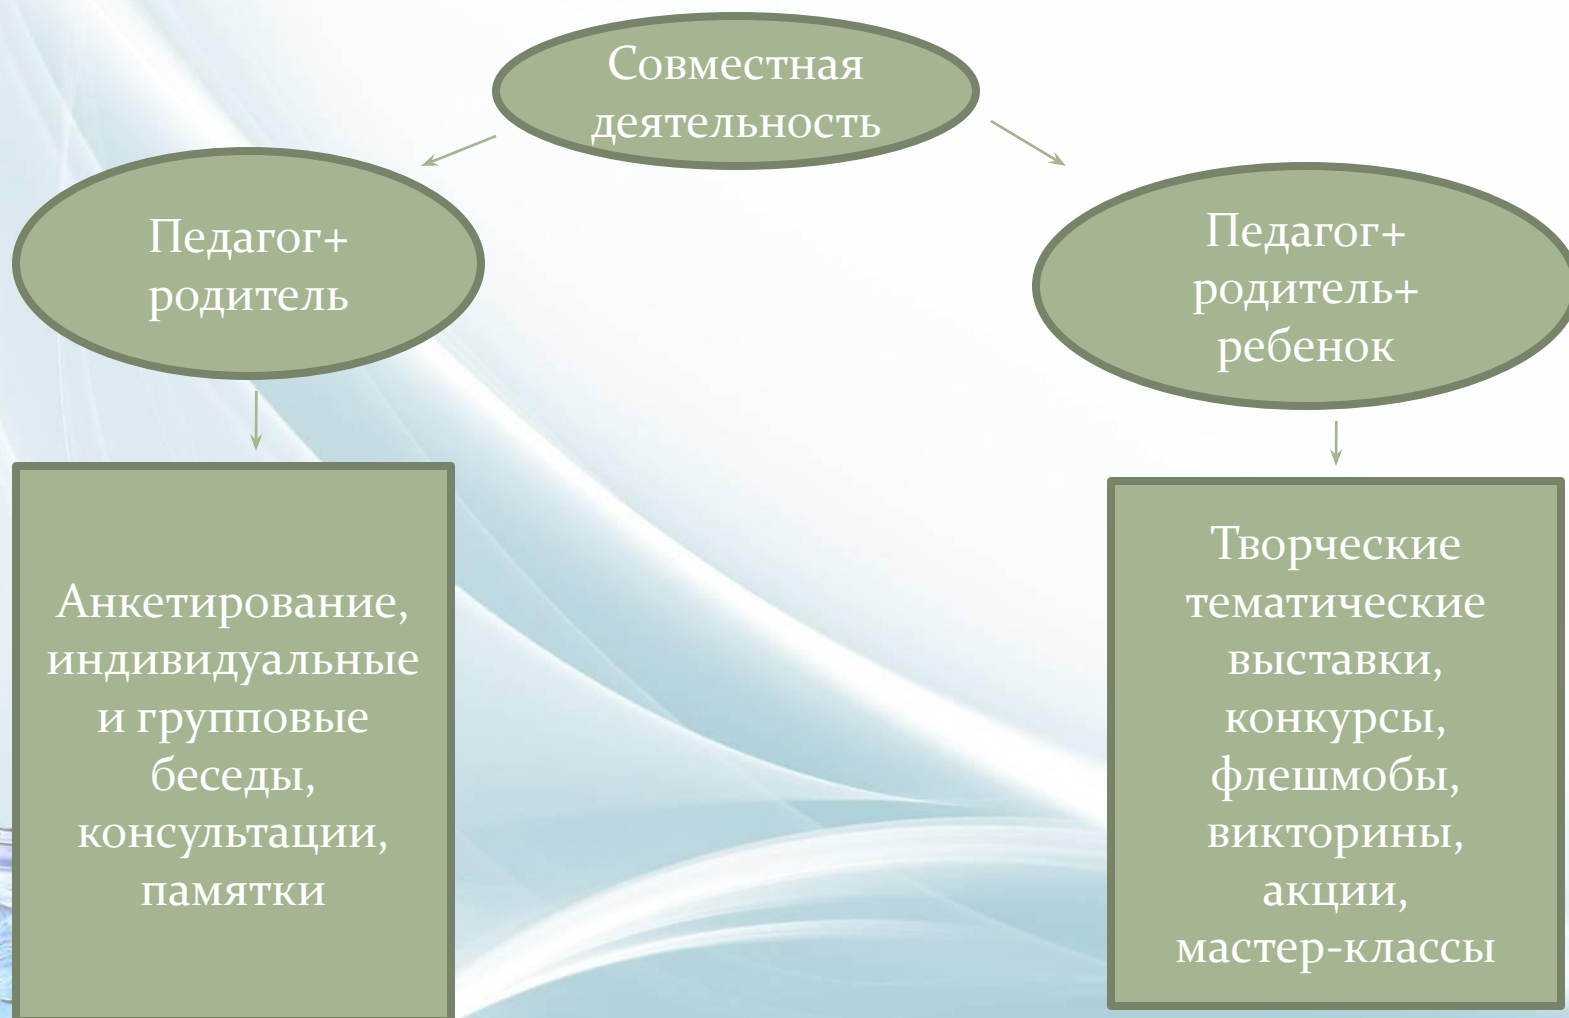 Совместная
деятельность
Педагог+
родитель
Педагог+
родитель+
ребенок
Анкетирование,
индивидуальные
и групповые
беседы,
консультации,
памятки
Творческие
тематические
выставки,
конкурсы,
флешмобы,
викторины,
акции,
мастер-классы